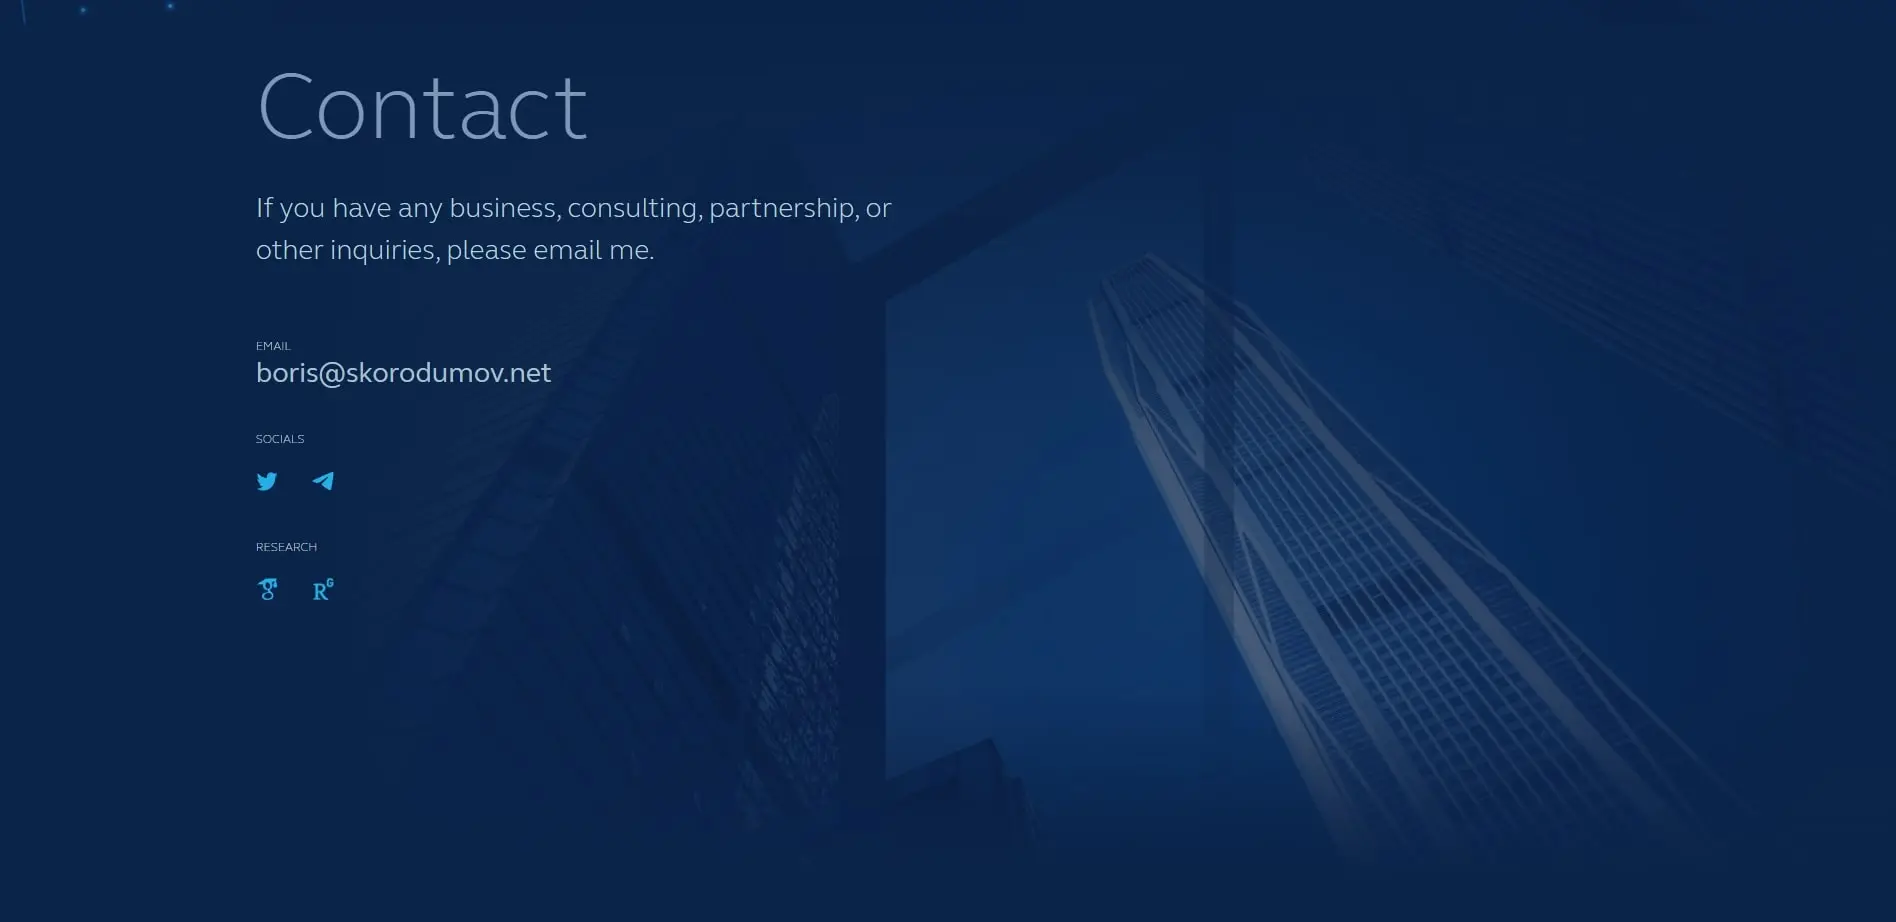 Contact
If you have any business, consulting, partnership, or
other inquiries, please email me.
EMAIL
boris@skorodumov.net
SOCIALS
RESEARCH
g
RG